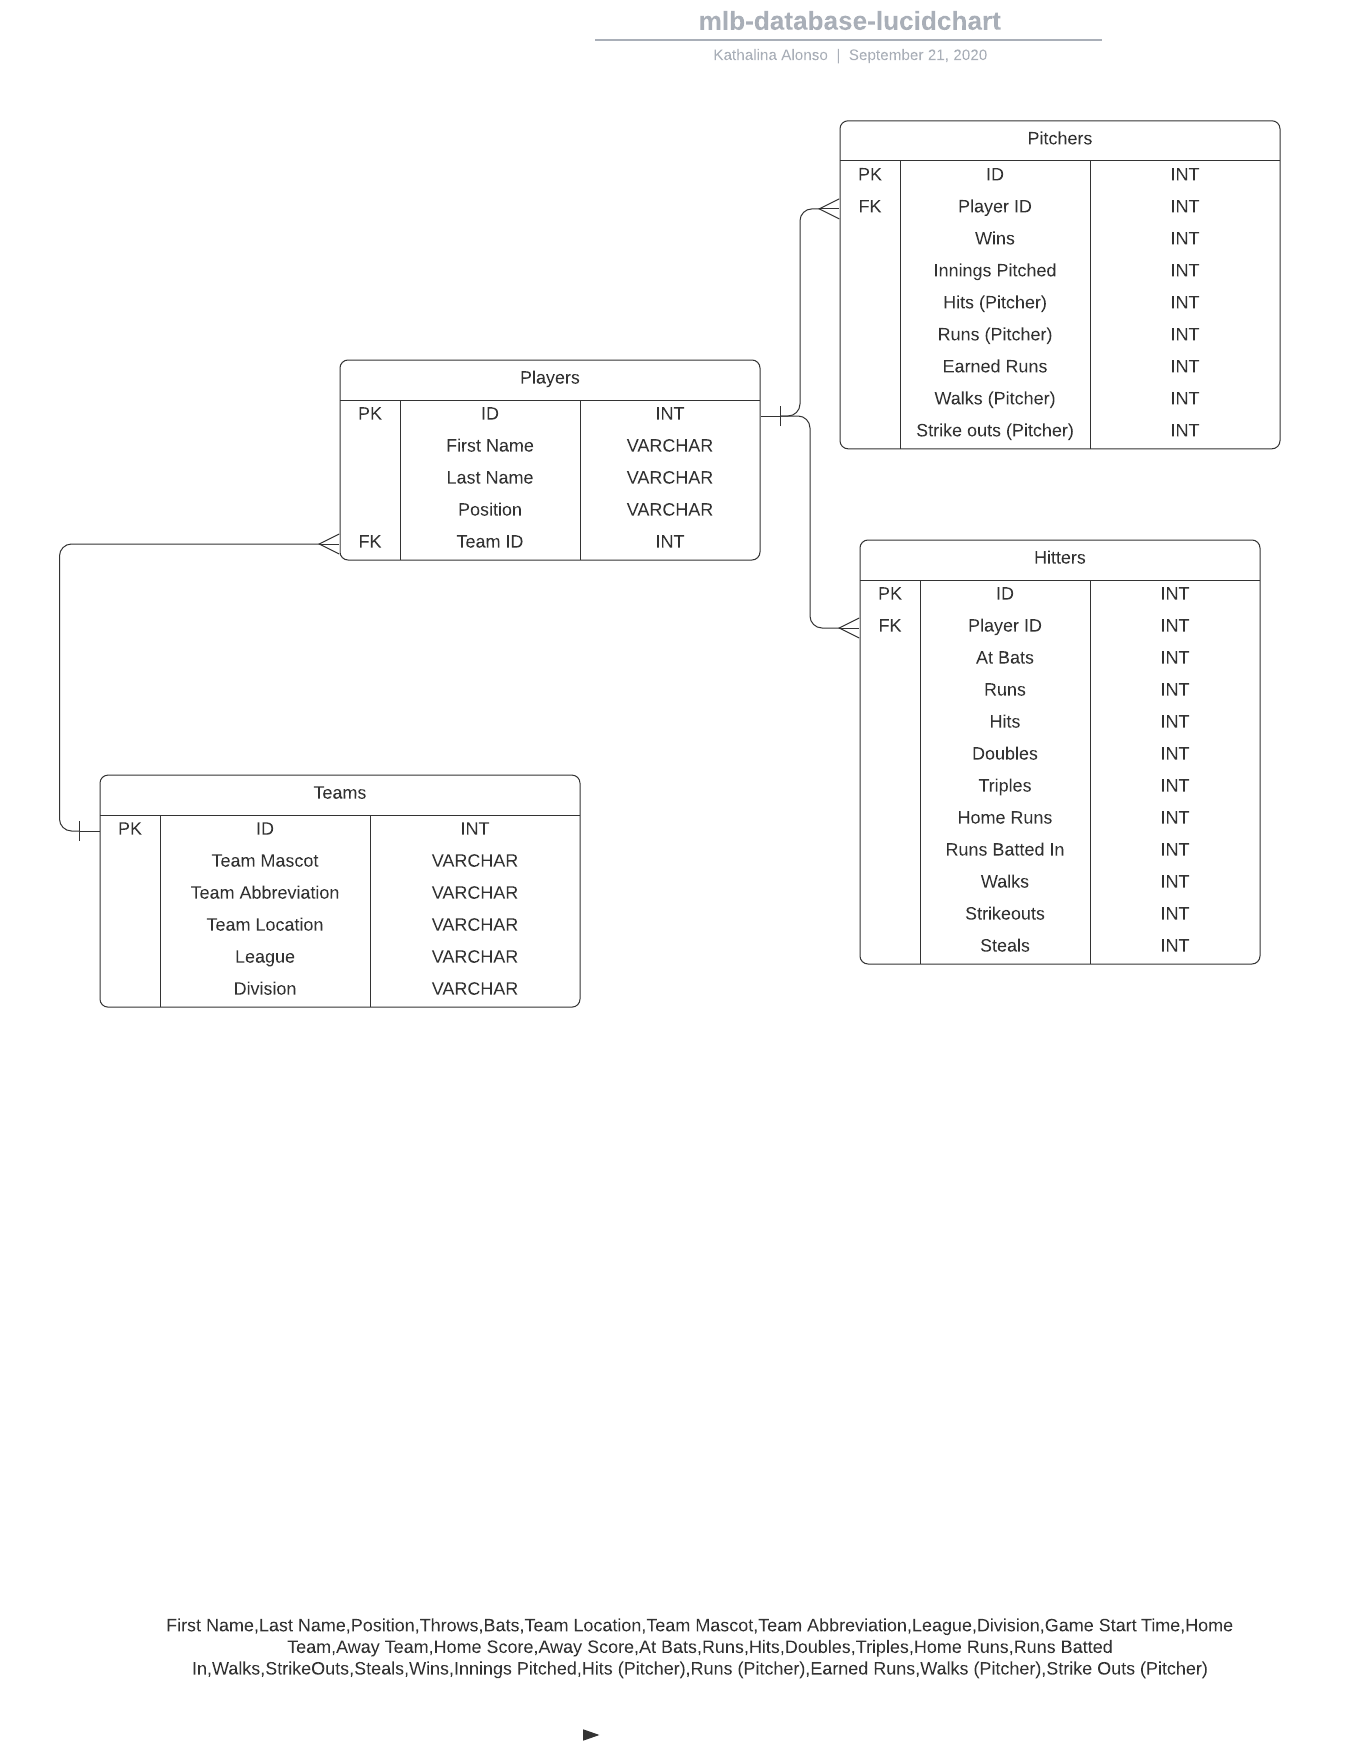 mlb-database-lucidchart
Kathalina Alonso | September 21, 2020
Pitchers
PK ID INT
FK Player ID INT
Wins INT
Innings Pitched INT
Hits (Pitcher) INT
Runs (Pitcher) INT
Earned Runs INT
Walks (Pitcher) INT
Strike outs (Pitcher) INT
Players
PK ID INT
First Name VARCHAR
Last Name VARCHAR
Position VARCHAR
FK Team ID INT
Hitters
PK ID INT
FK Player ID INT
At Bats INT
Runs INT
Hits INT
Doubles INT
Triples INT
Home Runs INT
Runs Batted In INT
Walks INT
Strikeouts INT
Steals INT
Teams
PK ID INT
Team Mascot VARCHAR
Team Abbreviation VARCHAR
Team Location VARCHAR
League VARCHAR
Division VARCHAR
First Name,Last Name,Position,Throws,Bats,Team Location,Team Mascot,Team Abbreviation,League,Division,Game Start Time,Home
Team,Away Team,Home Score,Away Score,At Bats,Runs,Hits,Doubles,Triples,Home Runs,Runs Batted
In,Walks,StrikeOuts,Steals,Wins,Innings Pitched,Hits (Pitcher),Runs (Pitcher),Earned Runs,Walks (Pitcher),Strike Outs (Pitcher)